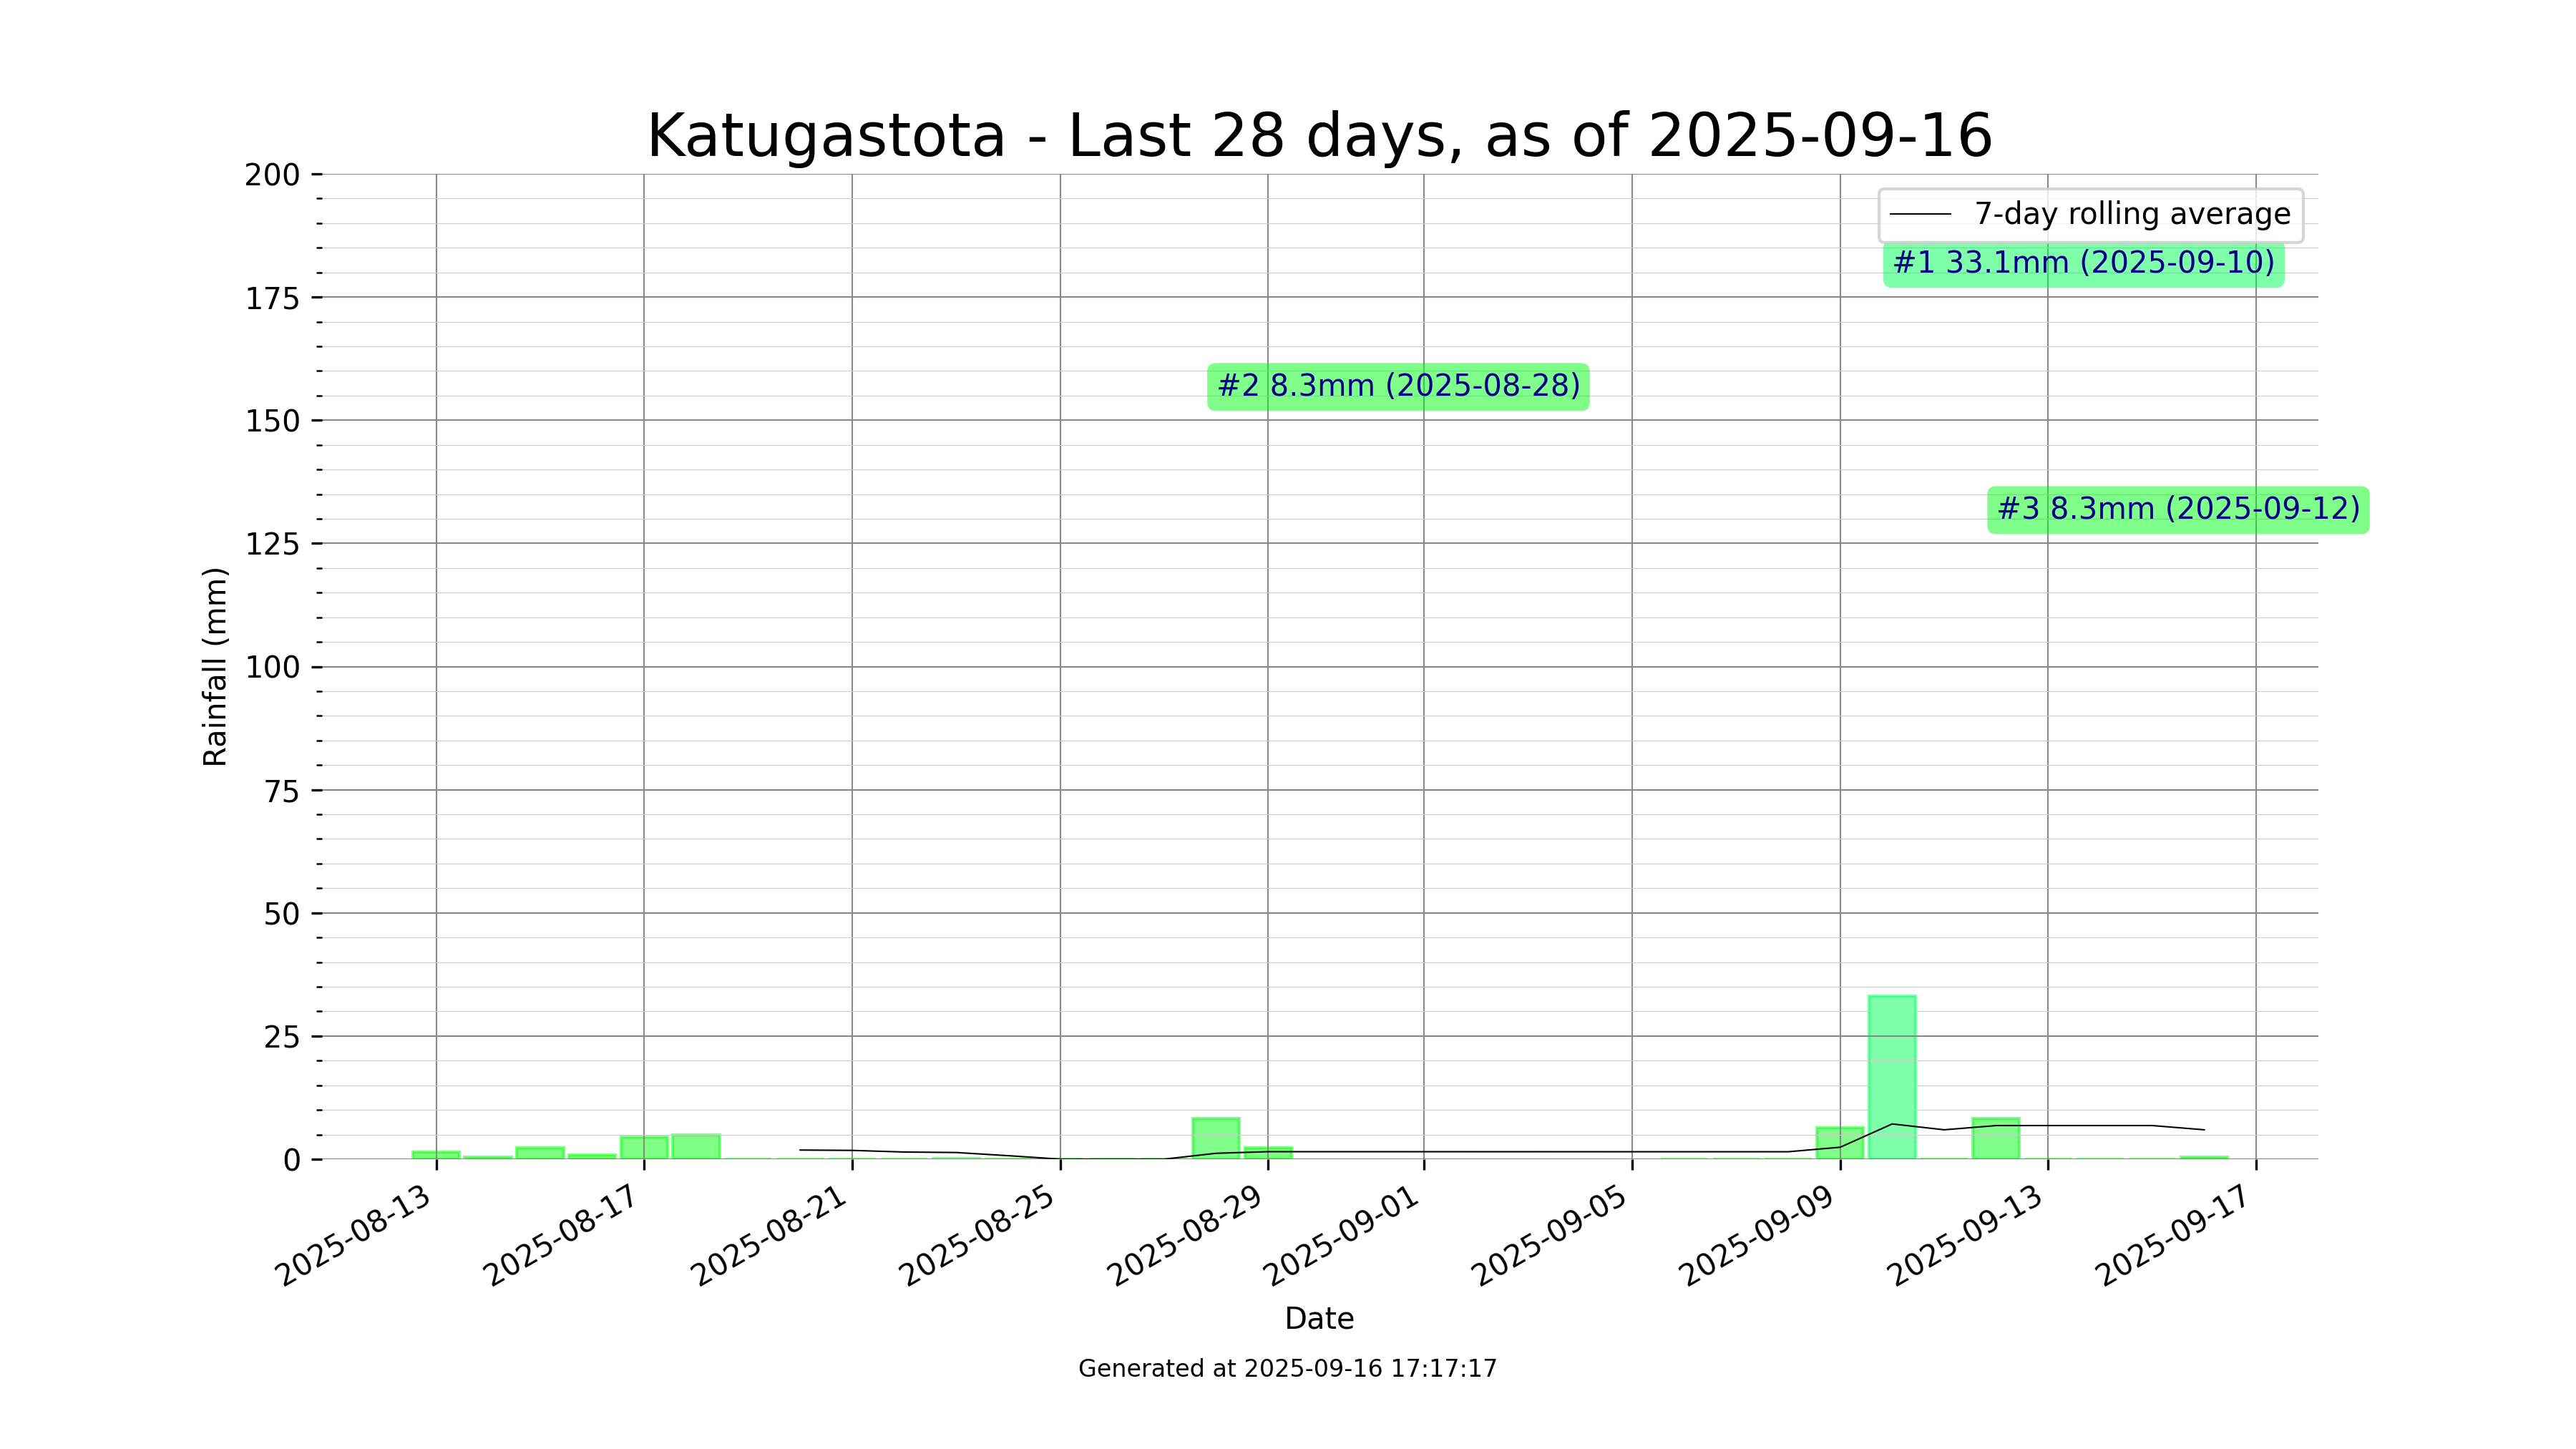 Katugastota - Last 28 days, as of 2025-09-16
200
175
150
125
100
75
50
25
0
Rainfall (mm)
7-day rolling average
#1 33.1mm (2025-09-10)
#2 8.3mm (2025-08-28)
#3 8.3mm (2025-09-12)
2025-08-13
2025-08-17
2025-08-21
2025-08-25
2025-08-29
2025-09-01
2025-09-05
2025-09-09
2025-09-13
2025-09-17
Date
Generated at 2025-09-16 17:17:17